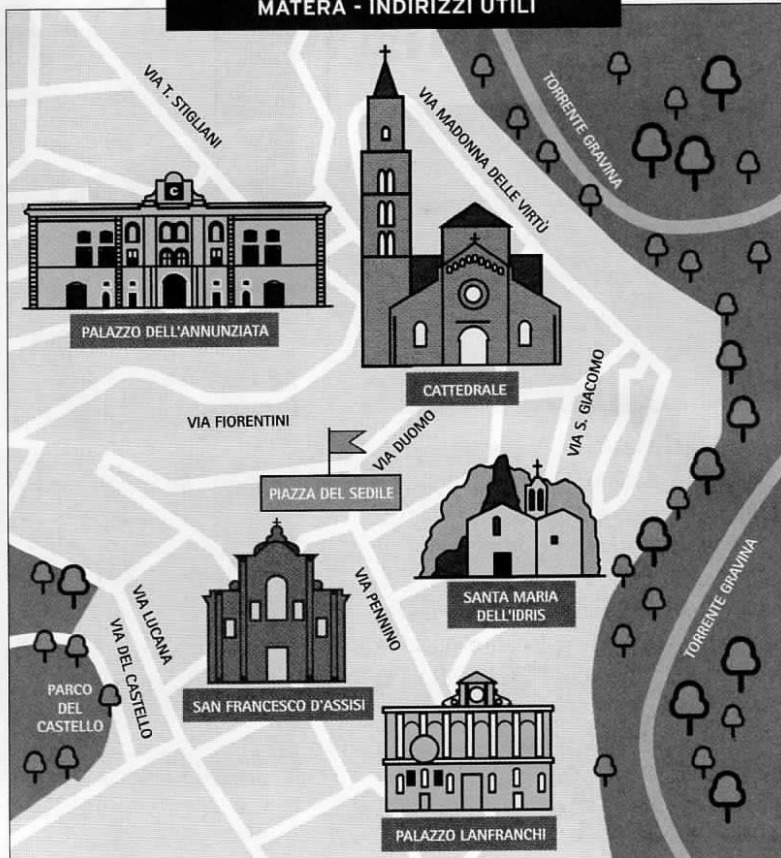 MATERA - INDIRIZZI UTILI
VIA T. STIGLIANI
VIA MADONNA DELLE VIRTÙ
TORRENTE GRAVINA
C
PALAZZO DELL'ANNUNZIATA
CATTEDRALE
VIA S. GIACOMO
VIA FIORENTINI
VIA DUOMO
PIAZZA DEL SEDILE
SANTA MARIA
DELL'IDRIS
TORRENTE GRAVINA
VIA PENNINO
VIA LUCANA
VIA DEL CASTELLO
PARCO
DEL
CASTELLO
SAN FRANCESCO D'ASSISI
PALAZZO LANFRANCHI